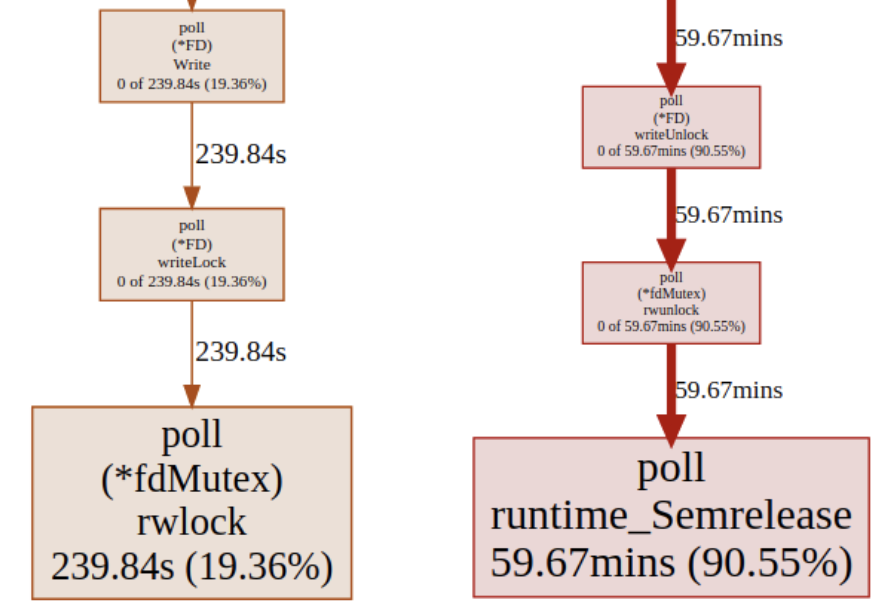 poll
(*FD)
Write
0 of 239.84s (19.36%)
239.84s
poll
(*FD)
writeLock
0 of 239.84s (19.36%)
239.84s
poll
(*fdMutex)
rwlock
239.84s (19.36%)
59.67mins
poll
(*FD)
writeUnlock
0 of 59.67mins (90.55%)
59.67mins
poll
(*fdMutex)
rwunlock
0 of 59.67mins (90.55%)
59.67mins
poll
runtime_Semrelease
59.67mins (90.55%)